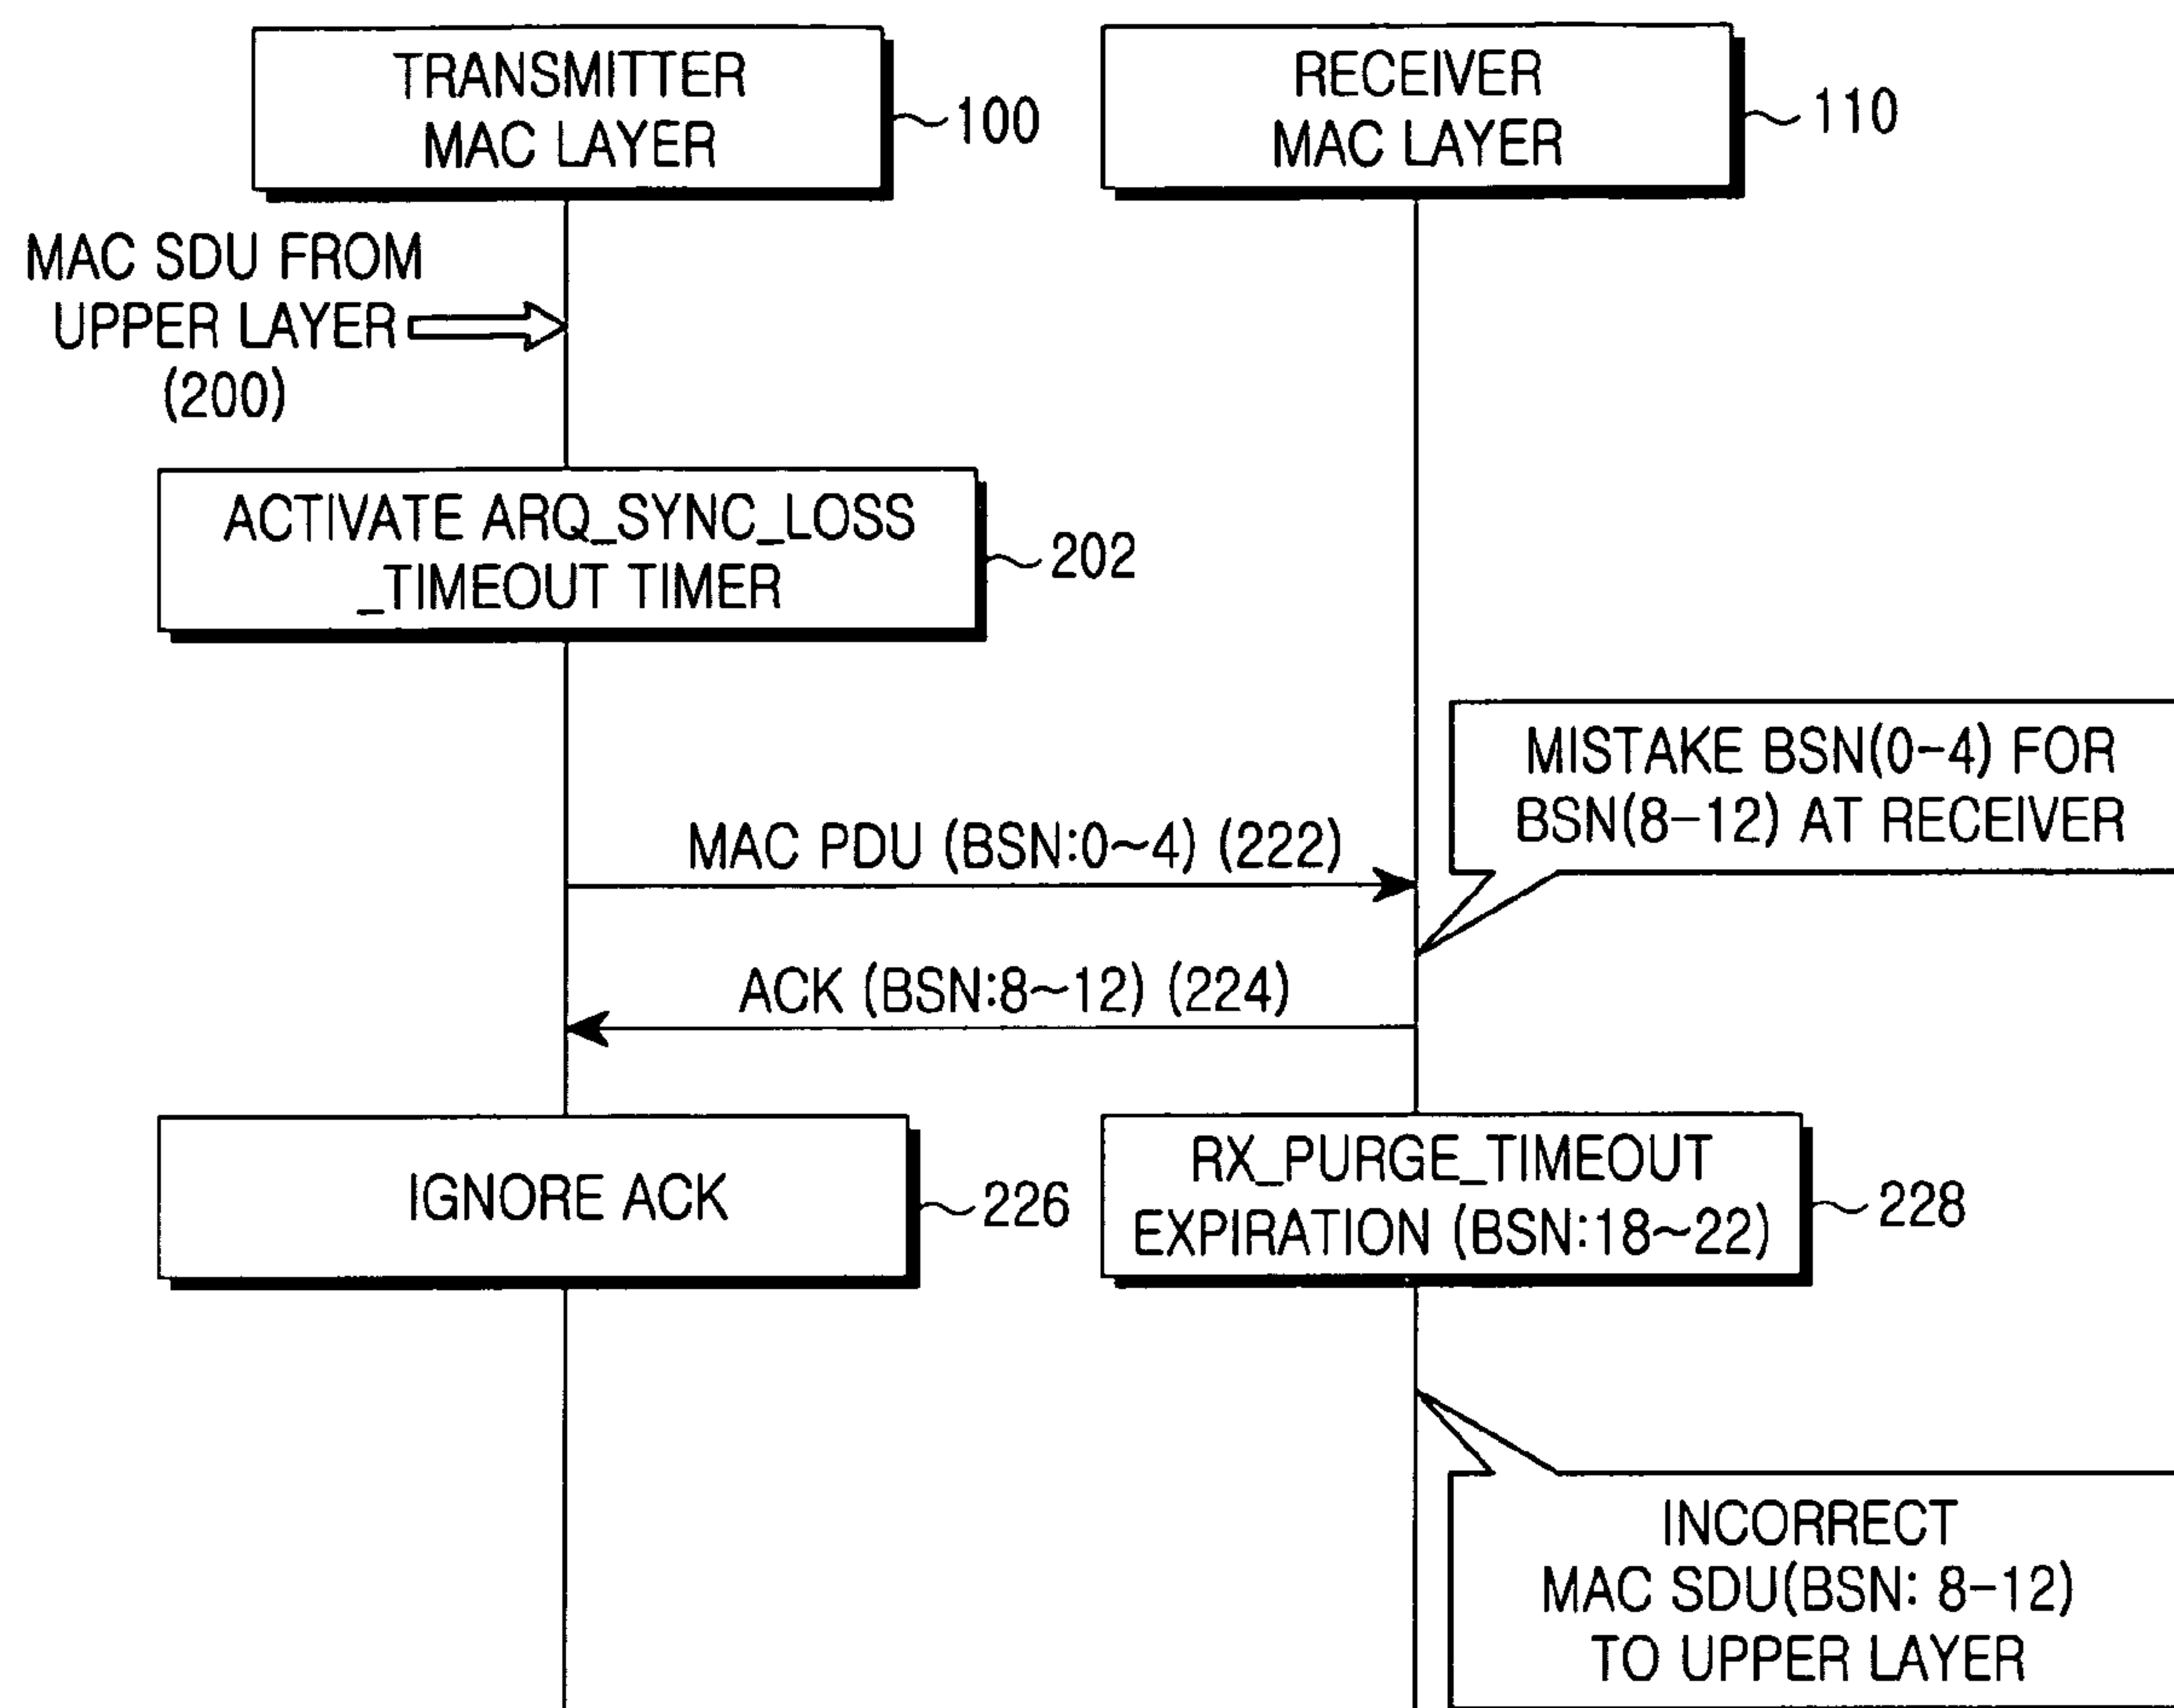 TRANSMITTER
MAC LAYER
100
RECEIVER
MAC LAYER
110
MAC SDU FROM
UPPER LAYER
(200)
ACTIVATE ARQ_SYNC_LOSS
_TIMEOUT TIMER
202
MISTAKE BSN(0-4) FOR
BSN(8-12) AT RECEIVER
MAC PDU (BSN:0~4) (222)
ACK (BSN:8~12) (224)
IGNORE ACK
226
RX_PURGE_TIMEOUT
EXPIRATION (BSN:18~22)
228
INCORRECT
MAC SDU(BSN: 8-12)
TO UPPER LAYER